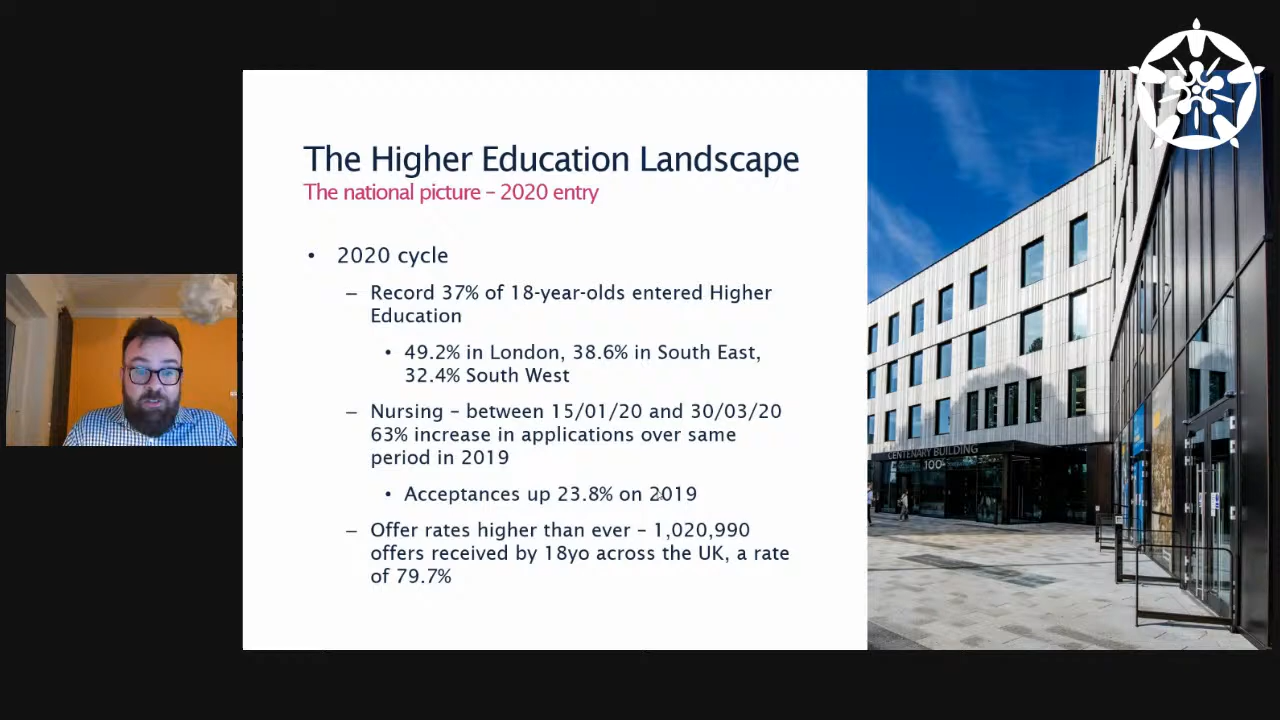 The Higher Education Landscape
The national picture – 2020 entry
• 2020 cycle
– Record 37% of 18-year-olds entered Higher
Education
• 49.2% in London, 38.6% in South East,
32.4% South West
– Nursing – between 15/01/20 and 30/03/20
63% increase in applications over same
period in 2019
• Acceptances up 23.8% on 2019
– Offer rates higher than ever – 1,020,990
offers received by 18yo across the UK, a rate
of 79.7%
CENTENARY BUILDING
100